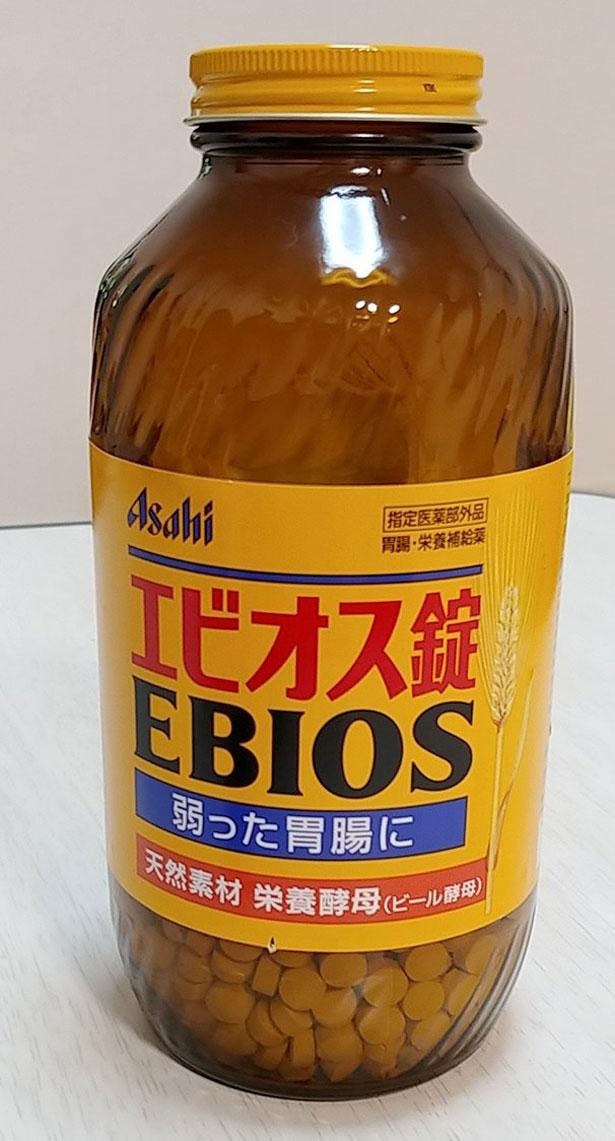 Asahi
指定医薬部外品
胃腸・栄養補給薬
エビオス錠
EBIOS
弱った胃腸に
天然素材 栄養酵母(ビール酵母)